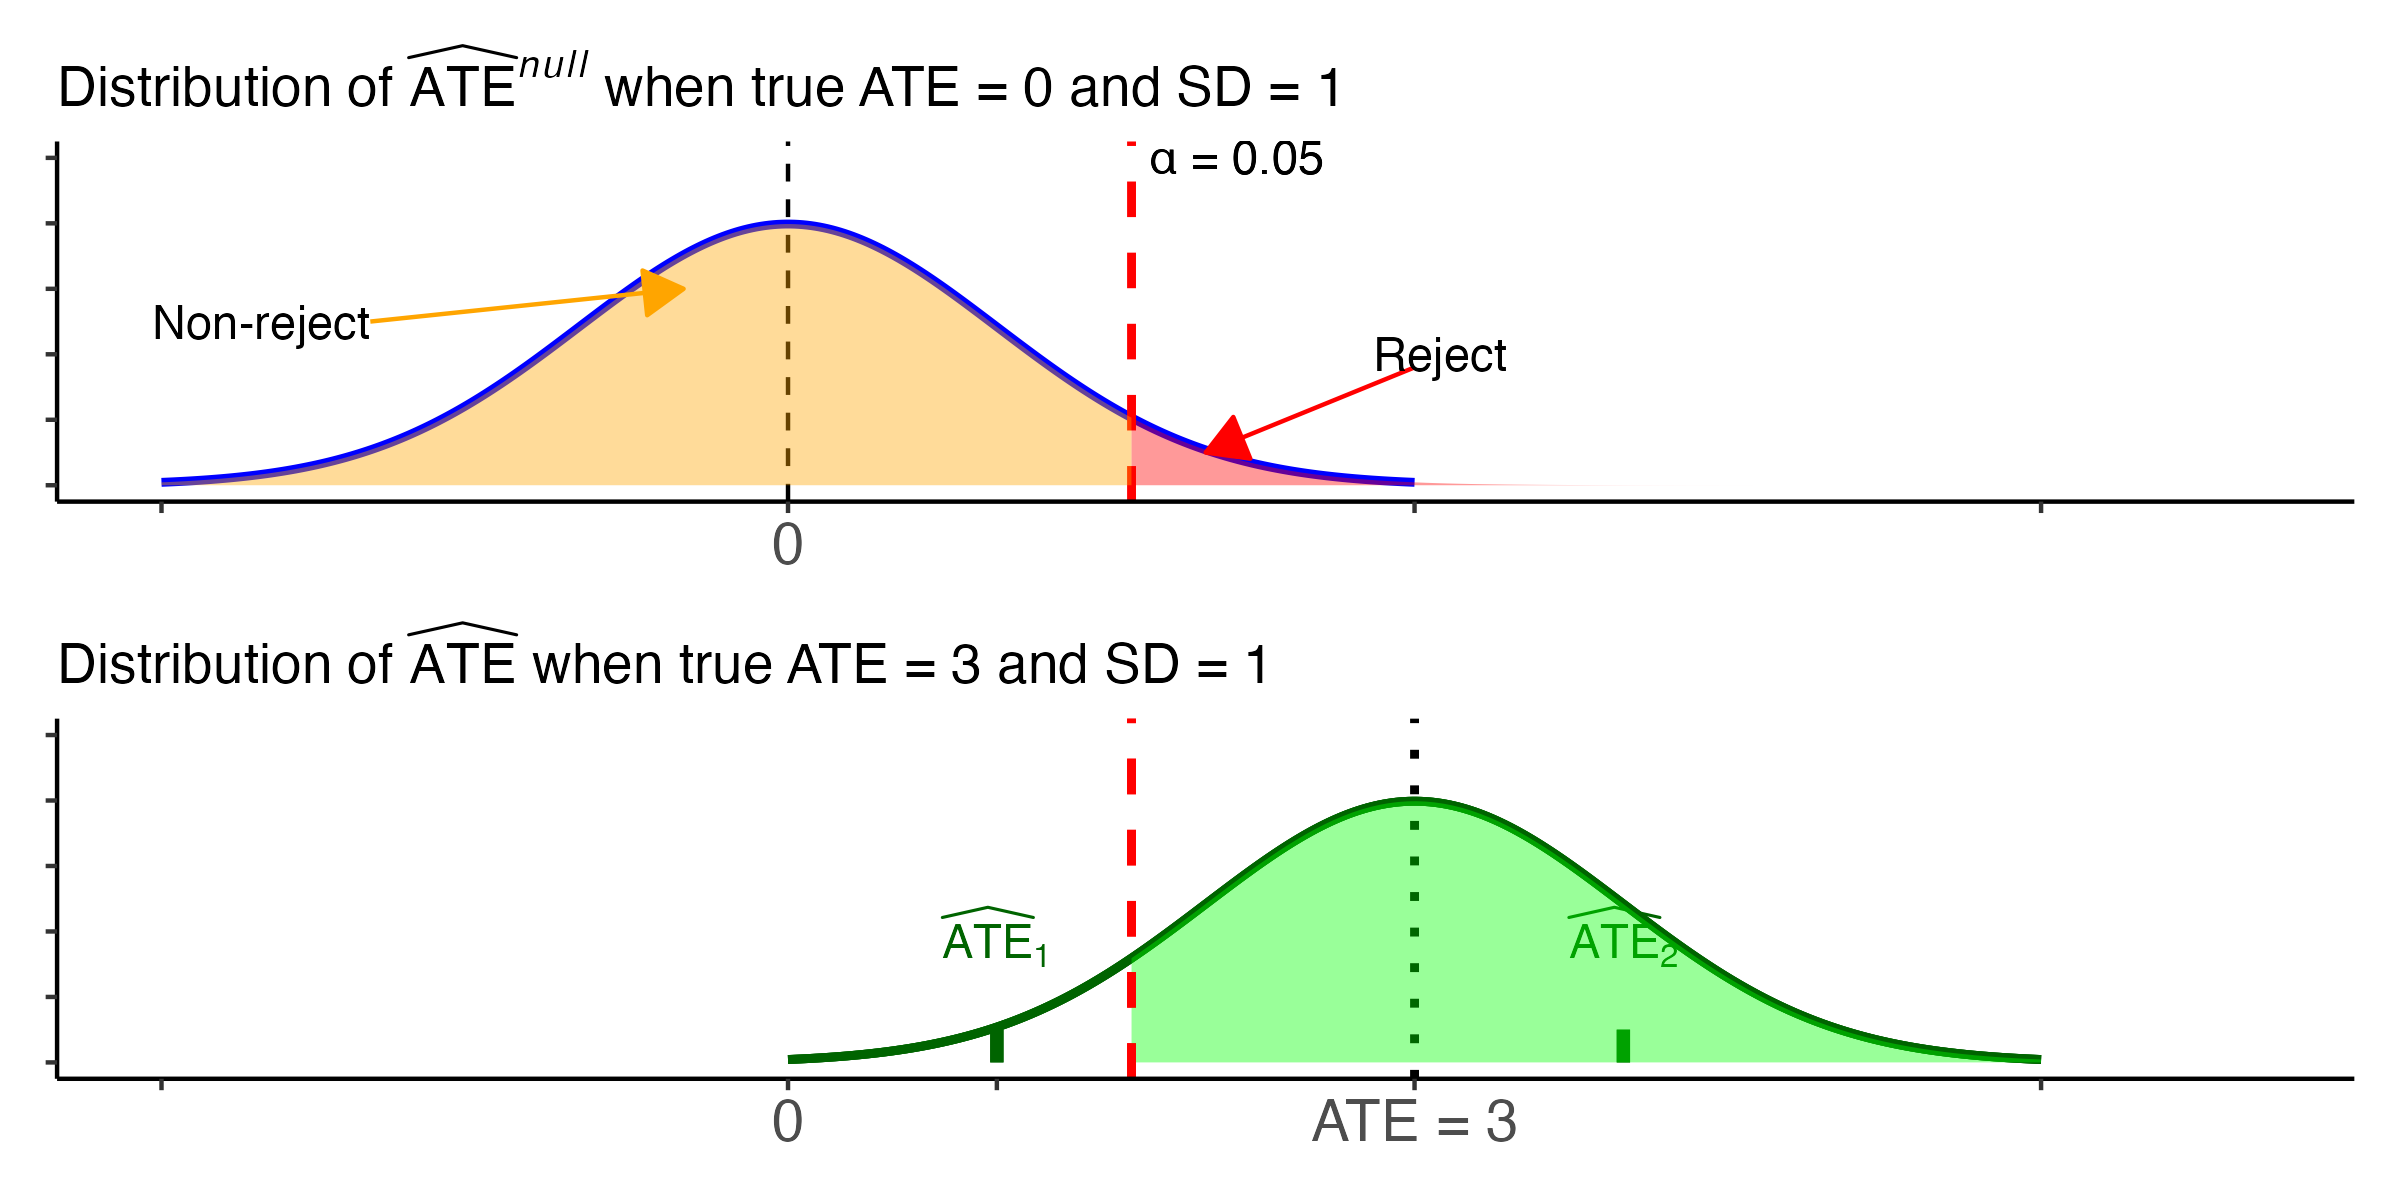 Distribution of ATE^null when true ATE = 0 and SD = 1
α = 0.05
Non-reject
Reject
0
Distribution of ATE when true ATE = 3 and SD = 1
ATE₁
ATE₂
0
ATE = 3